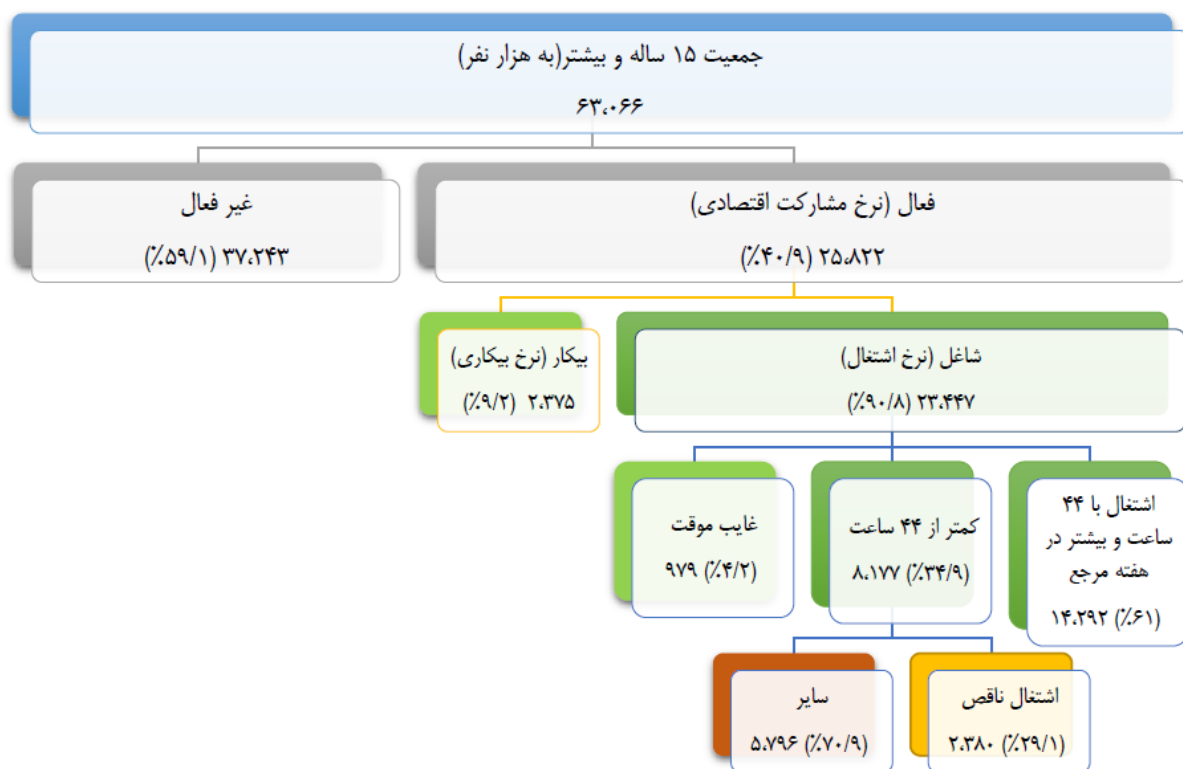 جمعیت ۱۵ ساله و بیشتر(به هزار نفر)
۶۳،۰۶۶
فعال (نرخ مشارکت اقتصادی)
۲۵،۸۲۲ (٪۴۰/۹)
غیر فعال
۳۷،۲۴۳ (٪۵۹/۱)
شاغل (نرخ اشتغال)
۲۳،۴۴۷ (٪۹۰/۸)
بیکار (نرخ بیکاری)
۲،۳۷۵ (٪۹/۲)
اشتغال با ۴۴
ساعت و بیشتر در
هفته مرجع
۱۴،۲۹۲ (٪۶۱)
کمتر از ۴۴ ساعت
۸،۱۷۷ (٪۳۴/۹)
غایب موقت
۹۷۹ (٪۴/۲)
اشتغال ناقص
۲،۳۸۰ (٪۲۹/۱)
سایر
۵،۷۹۶ (٪۷۰/۹)